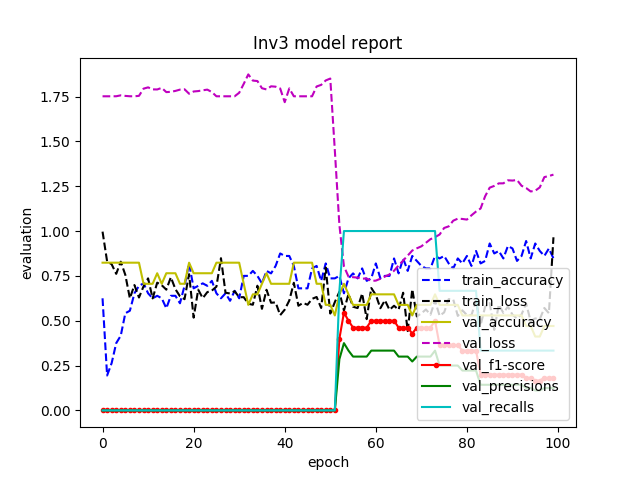 Inv3 model report
evaluation
1.75
1.50
1.25
1.00
0.75
0.50
0.25
0.00
train_accuracy
train_loss
val_accuracy
val_loss
val_f1-score
val_precisions
val_recalls
0 20 40 60 80 100
epoch